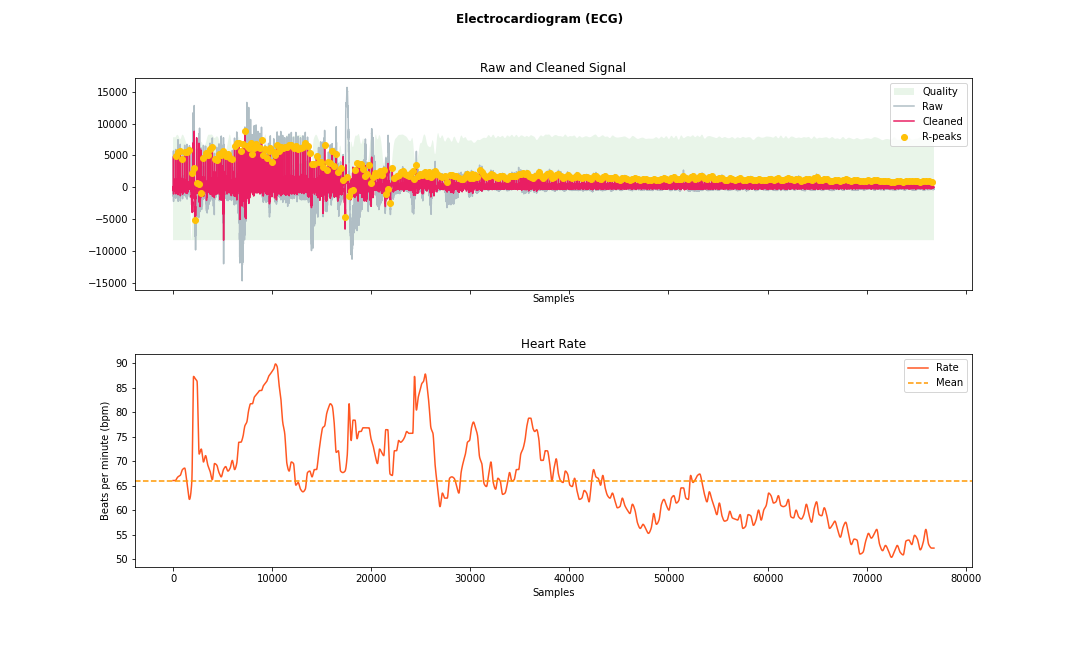 Electrocardiogram (ECG)
Raw and Cleaned Signal
15000
10000
5000
0
−5000
−10000
−15000
Quality
Raw
Cleaned
R-peaks
Samples
Heart Rate
Beats per minute (bpm)
90
85
80
75
70
65
60
55
50
Rate
Mean
0 10000 20000 30000 40000 50000 60000 70000 80000
Samples